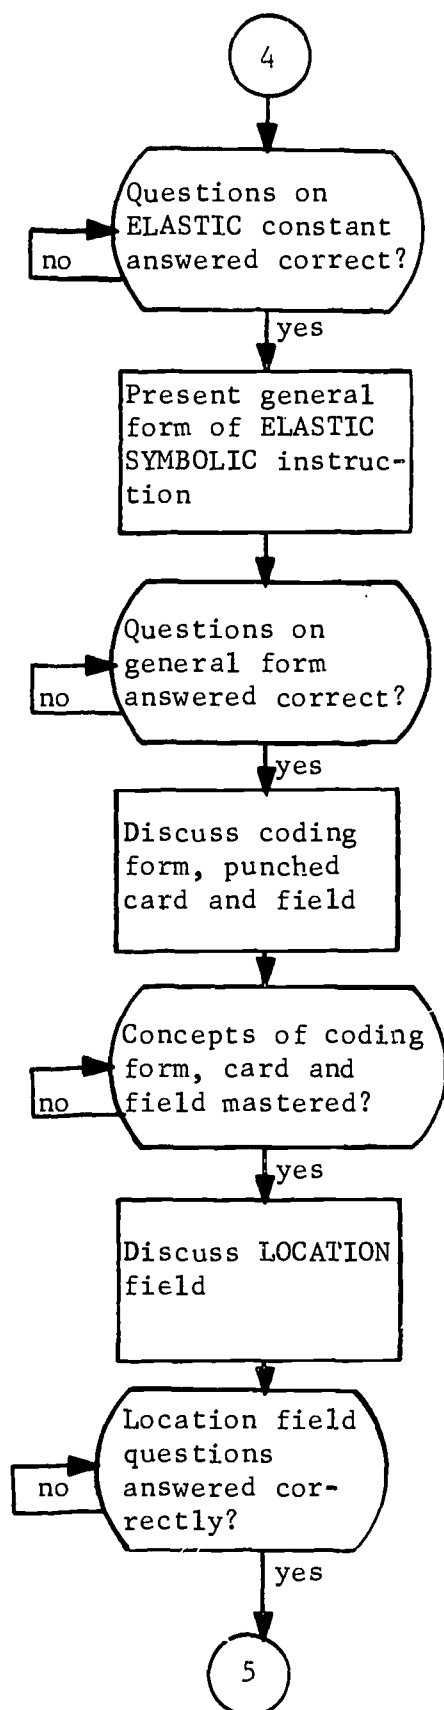 4
Questions on
ELASTIC constant
answered correct?
no
yes
Present general
form of ELASTIC
SYMBOLIC instruc-
tion
Questions on
general form
answered correct?
no
yes
Discuss coding
form, punched
card and field
Concepts of coding
form, card and
field mastered?
no
yes
Discuss LOCATION
field
Location field
questions
answered cor-
rectly?
no
yes
5